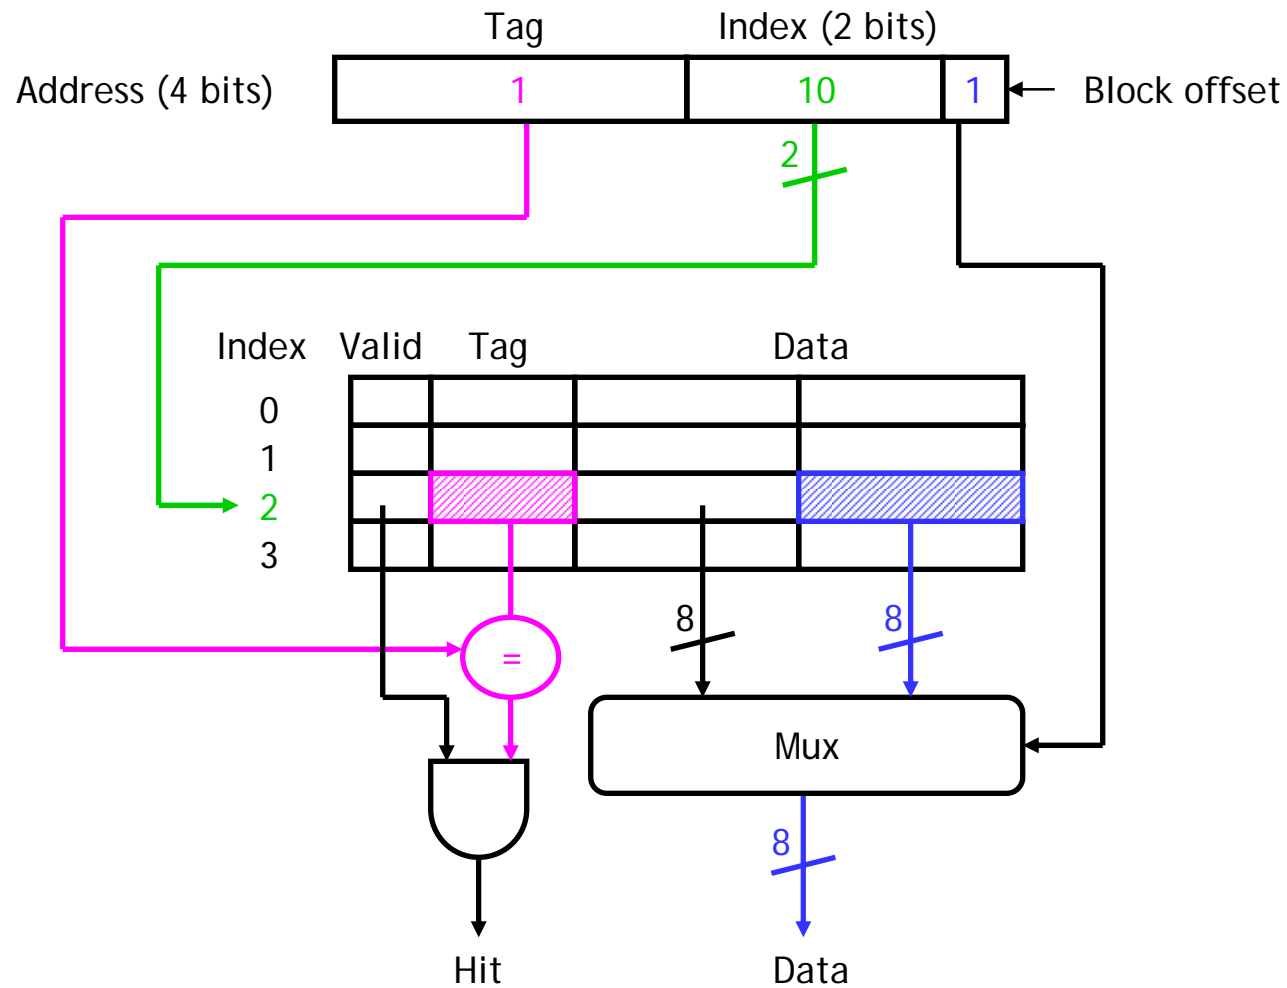 Tag Index (2 bits)
Address (4 bits) 1 10 1 Block offset
2
Index Valid Tag Data
0
1
2
3
8 8
=
Mux
8
Hit Data